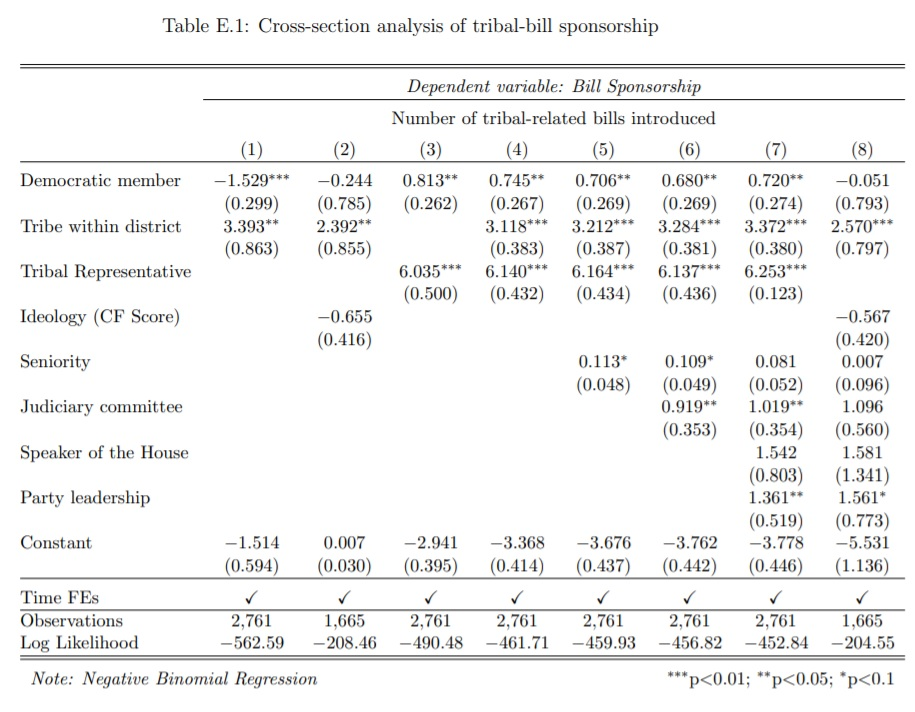 Table E.1: Cross-section analysis of tribal-bill sponsorship
Dependent variable: Bill Sponsorship
Number of tribal-related bills introduced
(1) (2) (3) (4) (5) (6) (7) (8)
Democratic member −1.529*** −0.244 0.813** 0.745** 0.706** 0.680** 0.720** −0.051
(0.299) (0.785) (0.262) (0.267) (0.269) (0.269) (0.274) (0.793)
Tribe within district 3.393** 2.392** 3.118*** 3.212*** 3.284*** 3.372*** 2.570***
(0.863) (0.855) (0.383) (0.387) (0.381) (0.380) (0.797)
Tribal Representative 6.035*** 6.140*** 6.164*** 6.137*** 6.253***
(0.500) (0.432) (0.434) (0.436) (0.123)
Ideology (CF Score) −0.655 −0.567
(0.416) (0.420)
Seniority 0.113* 0.109* 0.081 0.007
(0.048) (0.049) (0.052) (0.096)
Judiciary committee 0.919** 1.019** 1.096
(0.353) (0.354) (0.560)
Speaker of the House 1.542 1.581
(0.803) (1.341)
Party leadership 1.361** 1.561*
(0.519) (0.773)
Constant −1.514 0.007 −2.941 −3.368 −3.676 −3.762 −3.778 −5.531
(0.594) (0.030) (0.395) (0.414) (0.437) (0.442) (0.446) (1.136)
Time FEs ✓ ✓ ✓ ✓ ✓ ✓ ✓ ✓
Observations 2,761 1,665 2,761 2,761 2,761 2,761 2,761 1,665
Log Likelihood −562.59 −208.46 −490.48 −461.71 −459.93 −456.82 −452.84 −204.55
Note: Negative Binomial Regression ***p<0.01; **p<0.05; *p<0.1